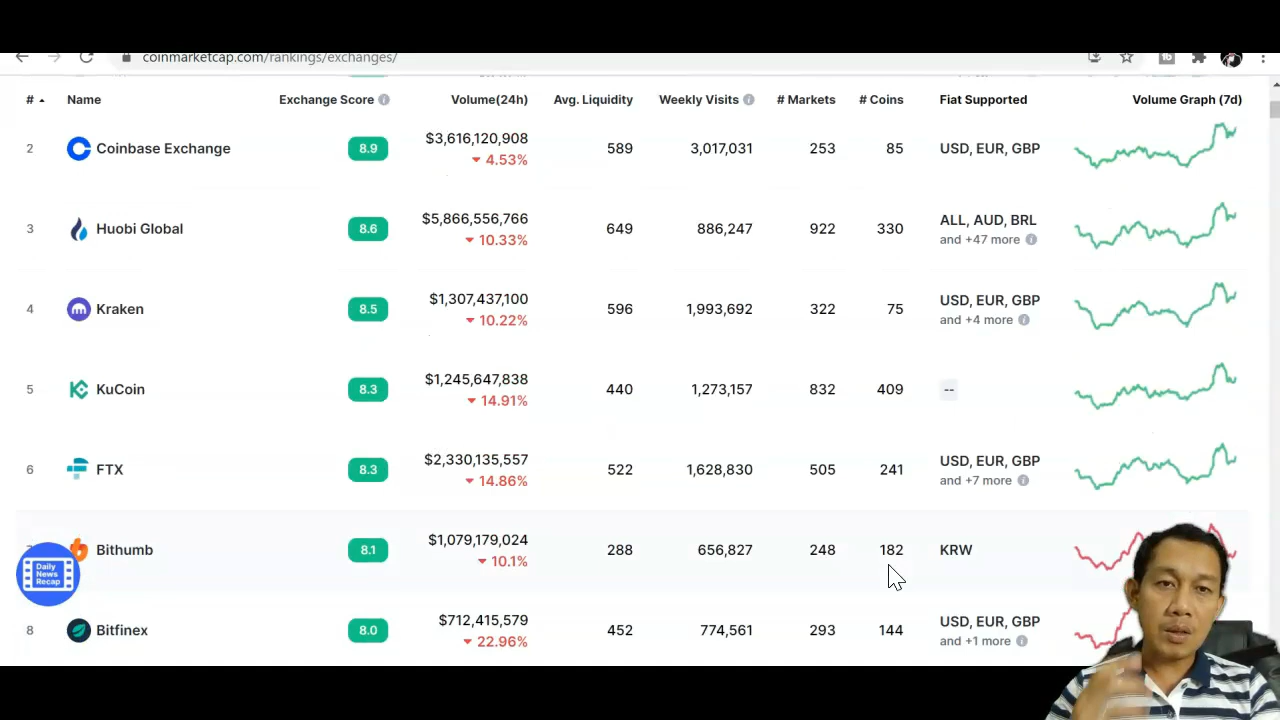 coinmarketcap.com/rankings/exchanges/
# Name Exchange Score Volume(24h) Avg. Liquidity Weekly Visits # Markets # Coins Fiat Supported Volume Graph (7d)
2 Coinbase Exchange 8.9 $3,616,120,908 589 3,017,031 253 85 USD, EUR, GBP
4.53%
3 Huobi Global 8.6 $5,866,556,766 649 886,247 922 330 ALL, AUD, BRL
10.33% and +47 more
4 Kraken 8.5 $1,307,437,100 596 1,993,692 322 75 USD, EUR, GBP
10.22% and +4 more
5 KuCoin 8.3 $1,245,647,838 440 1,273,157 832 409 --
14.91%
6 FTX 8.3 $2,330,135,557 522 1,628,830 505 241 USD, EUR, GBP
14.86% and +7 more
Bithumb 8.1 $1,079,179,024 288 656,827 248 182 KRW
10.1%
8 Bitfinex 8.0 $712,415,579 452 774,561 293 144 USD, EUR, GBP
22.96% and +1 more
Daily
News
Recap